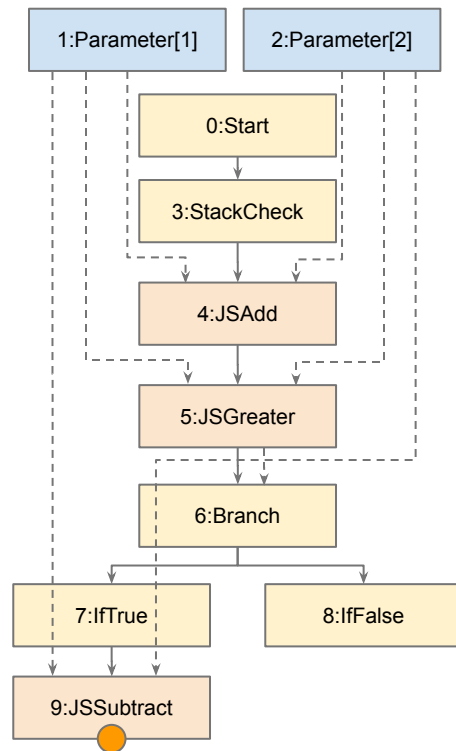 1:Parameter[1]
2:Parameter[2]
0:Start
3:StackCheck
4:JSAdd
5:JSGreater
6:Branch
7:IfTrue
8:IfFalse
9:JSSubtract